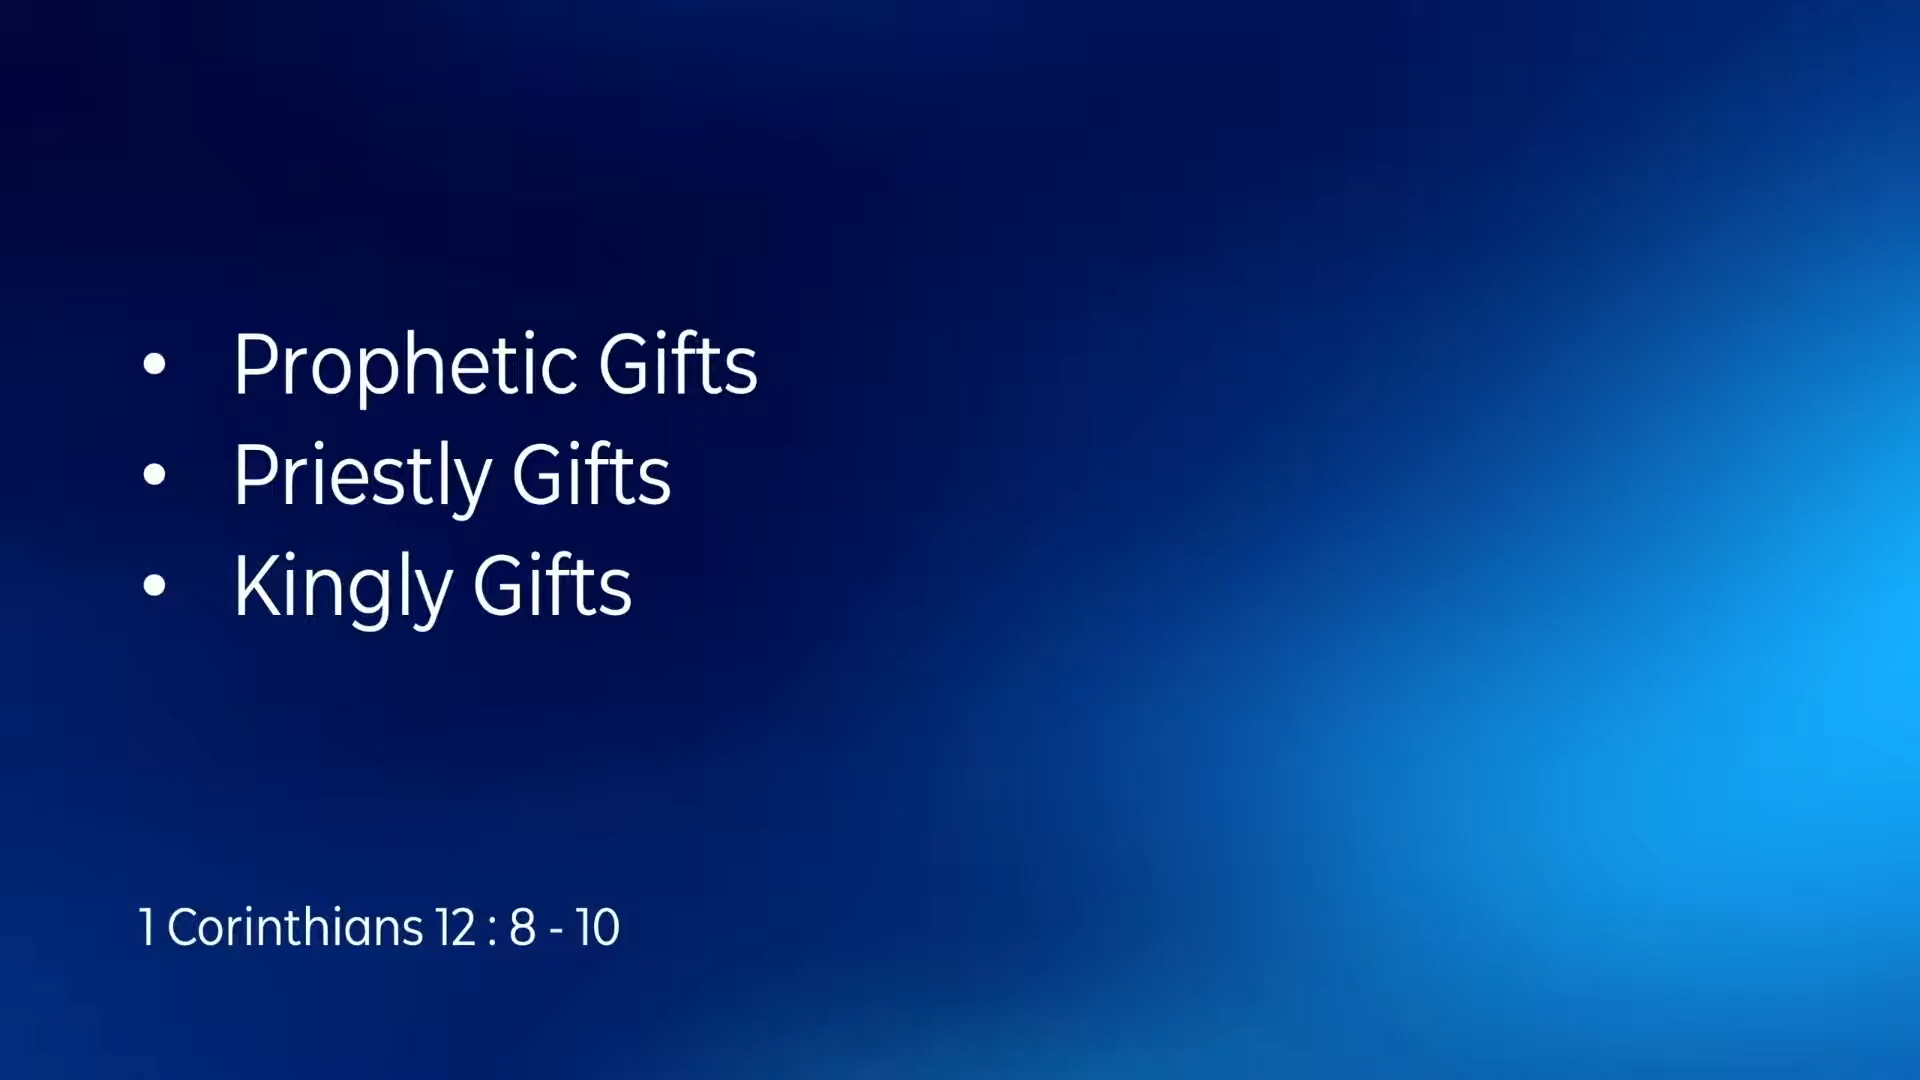 • Prophetic Gifts
• Priestly Gifts
• Kingly Gifts
1 Corinthians 12 : 8 - 10